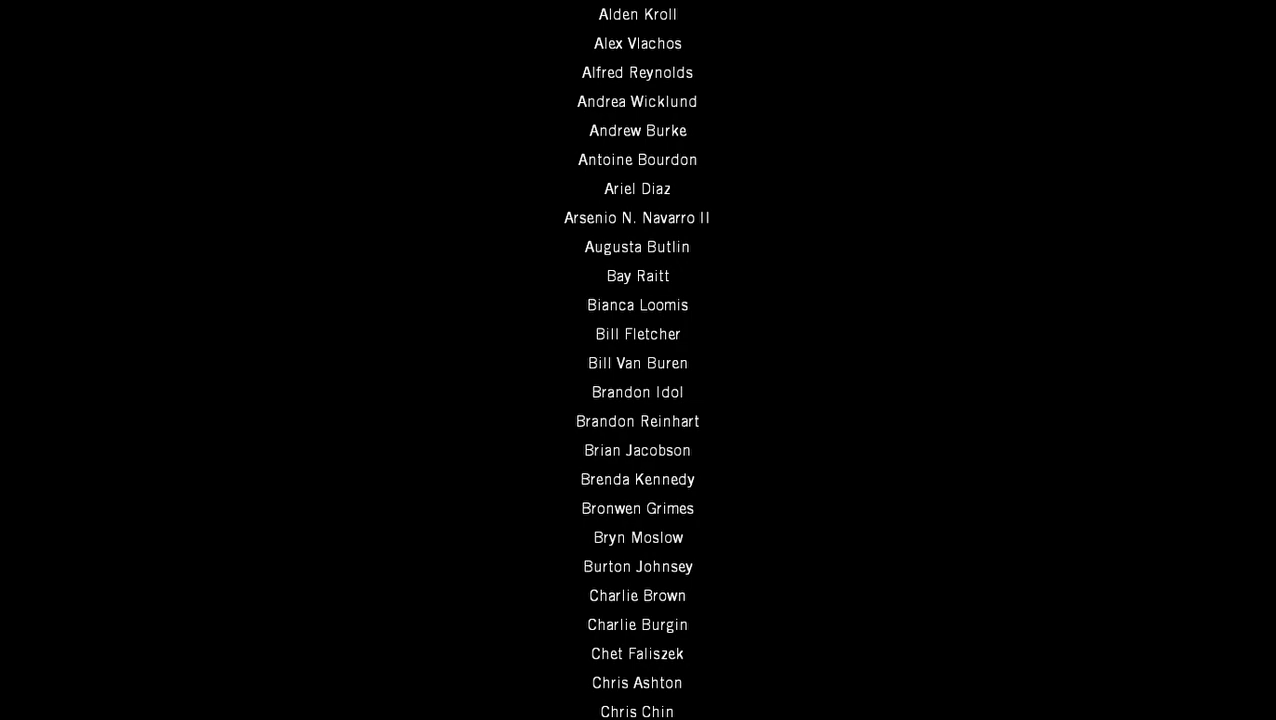 Alden Kroll
Alex Vlachos
Alfred Reynolds
Andrea Wicklund
Andrew Burke
Antoine Bourdon
Ariel Diaz
Arsenio N. Navarro II
Augusta Butlin
Bay Raitt
Bianca Loomis
Bill Fletcher
Bill Van Buren
Brandon Idol
Brandon Reinhart
Brian Jacobson
Brenda Kennedy
Bronwen Grimes
Bryn Moslow
Burton Johnsey
Charlie Brown
Charlie Burgin
Chet Faliszek
Chris Ashton
Chris Chin